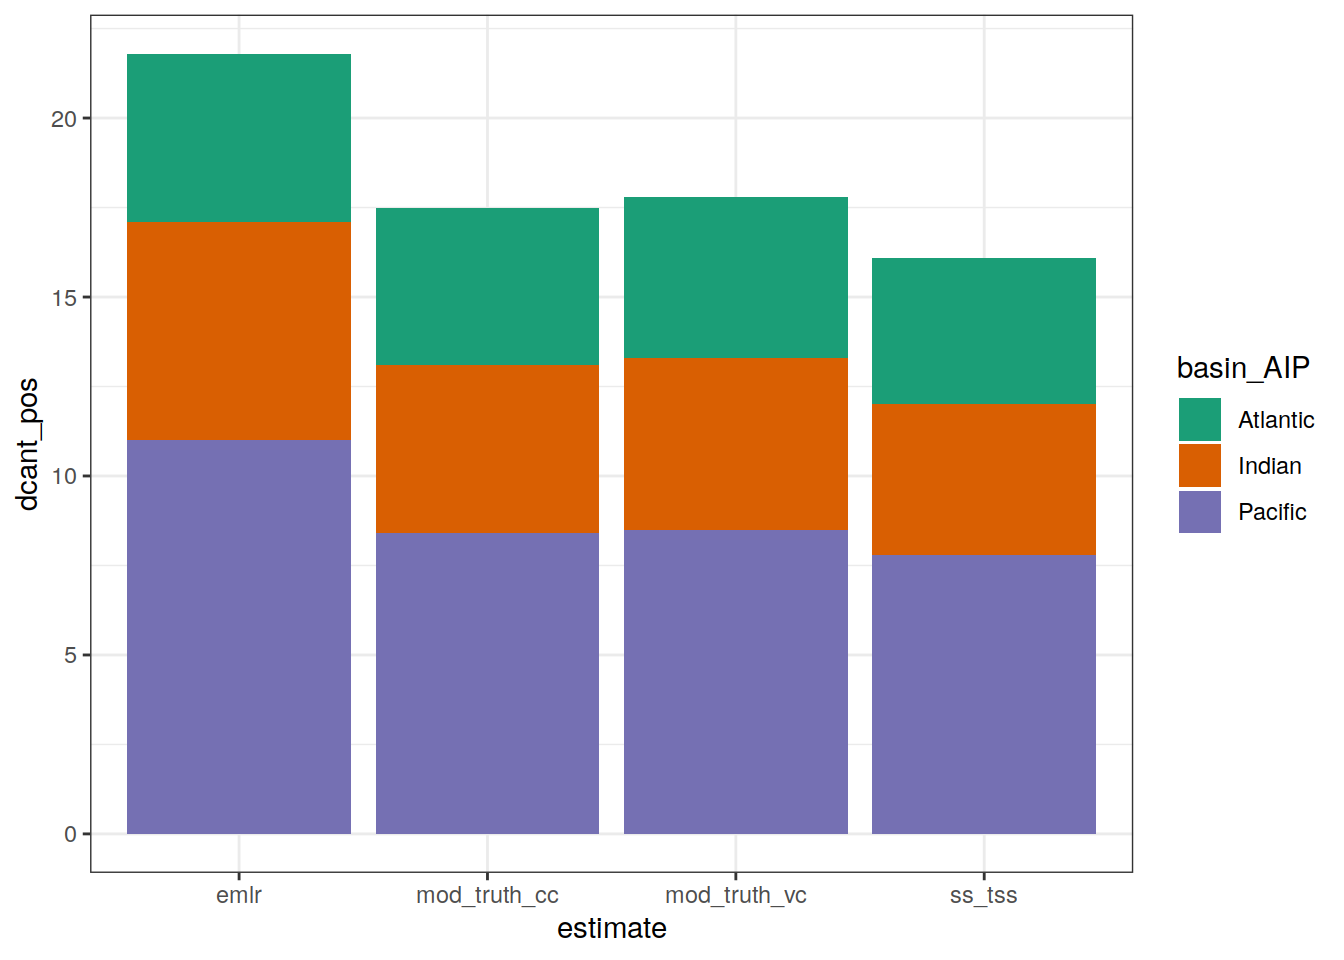 dcant_pos
20
15
10
5
0
emlr
mod_truth_cc
mod_truth_vc
ss_tss
estimate
basin_AIP
Atlantic
Indian
Pacific